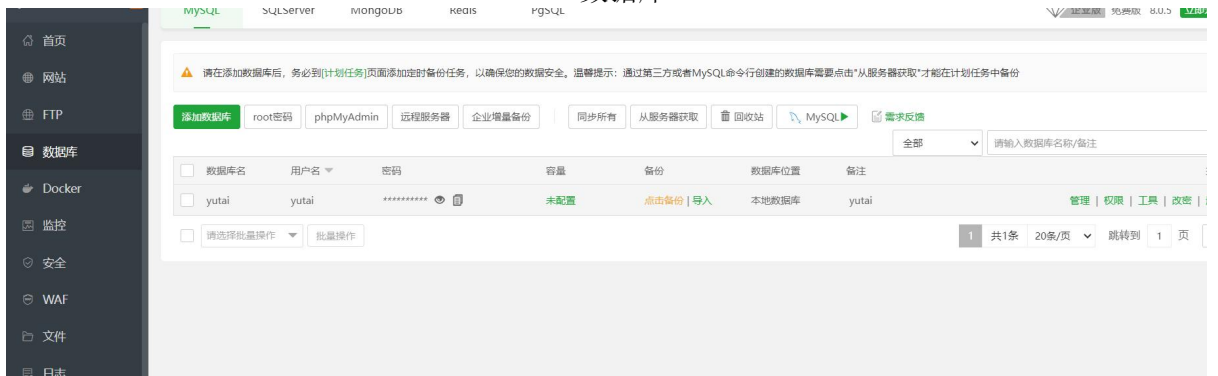 MySQL SQLServer MongoDB Redis PgSQL 企业版 免费版 8.0.5
首页
网站
FTP
数据库
Docker
监控
安全
WAF
文件
日志
请在添加数据库后，务必到[计划任务]页面添加定时备份任务，以确保您的数据安全。温馨提示：通过第三方或者MySQL命令行创建的数据库需要点击"从服务器获取"才能在计划任务中备份
添加数据库 root密码 phpMyAdmin 远程服务器 企业增量备份 同步所有 从服务器获取 回收站 MySQL 需求反馈
全部 请输入数据库名称/备注
数据库名 用户名 密码 容量 备份 数据库位置 备注
yutai yutai ********** 未配置 点击备份 | 导入 本地数据库 yutai 管理 | 权限 | 工具 | 改密 |
请选择批量操作 批量操作 1 共1条 20条/页 跳转到 1 页